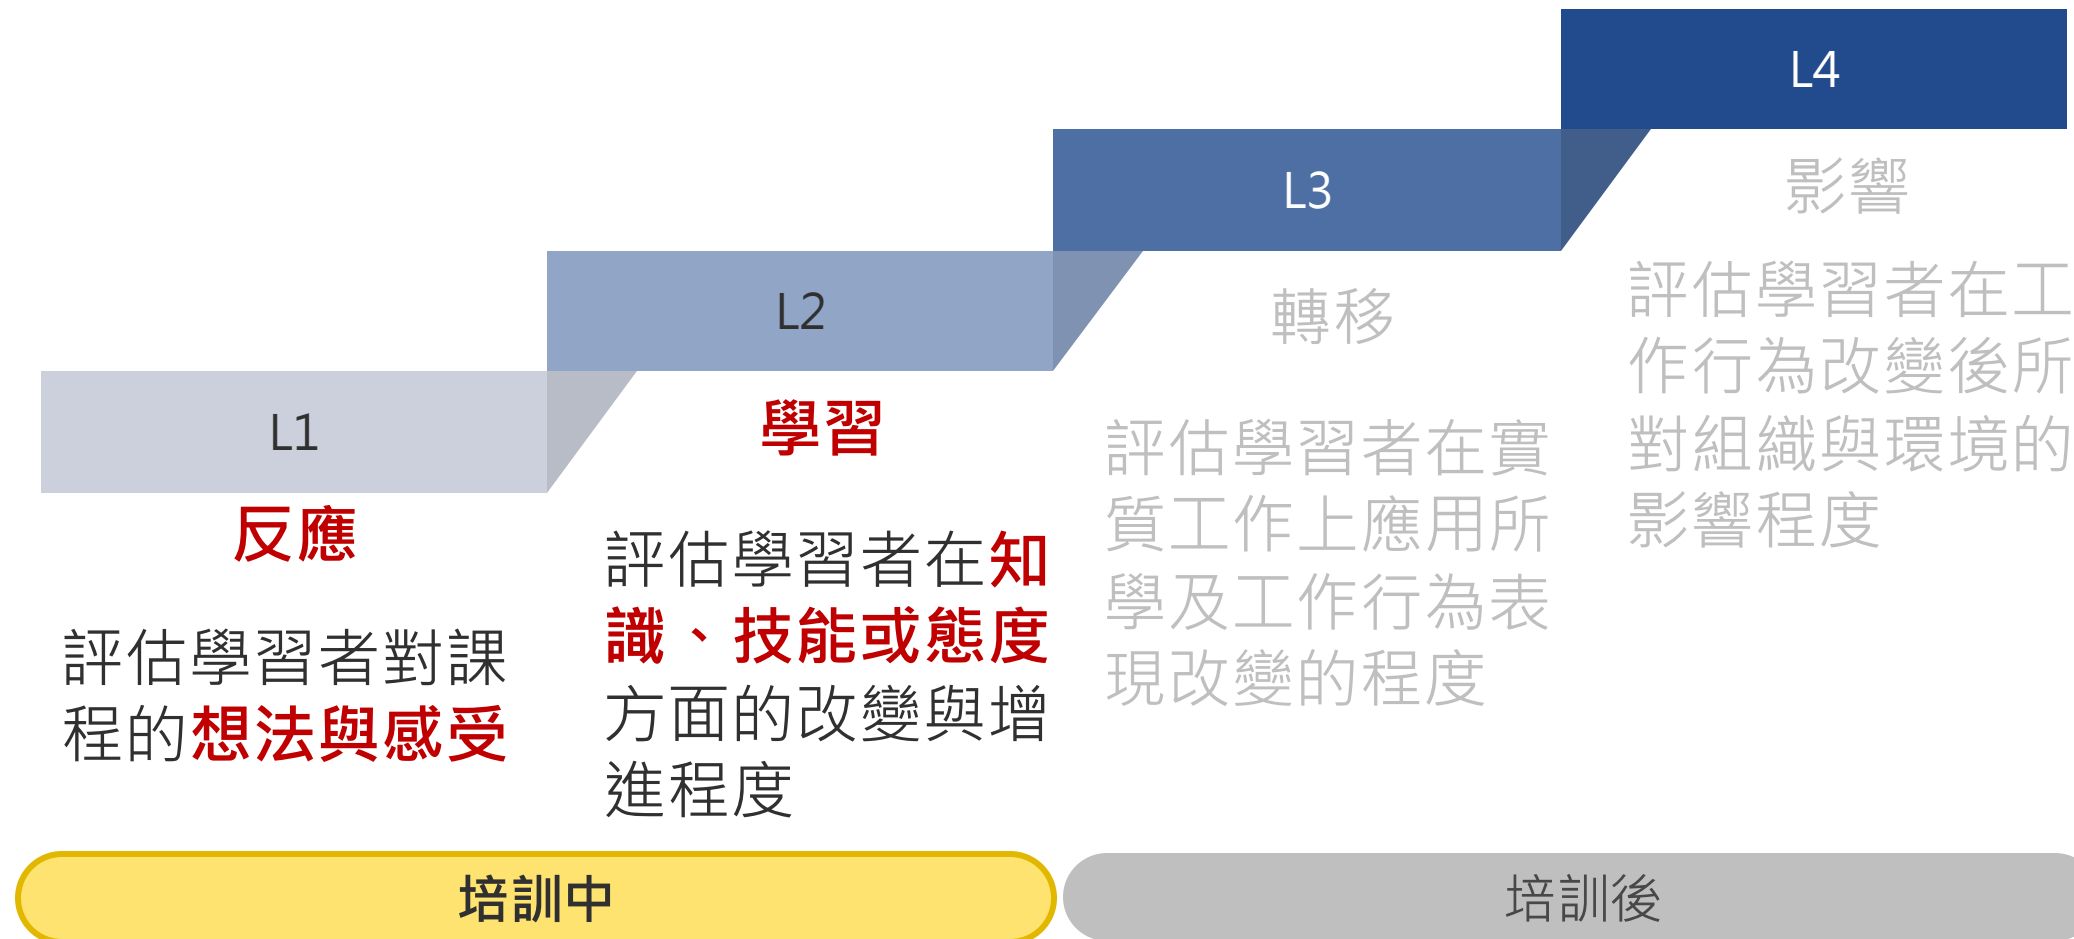 L1
反應
評估學習者對課
程的想法與感受
L2
學習
評估學習者在知
識、技能或態度
方面的改變與增
進程度
L3
轉移
評估學習者在實
質工作上應用所
學及工作行為表
現改變的程度
L4
影響
評估學習者在工
作行為改變後所
對組織與環境的
影響程度
培訓中
培訓後